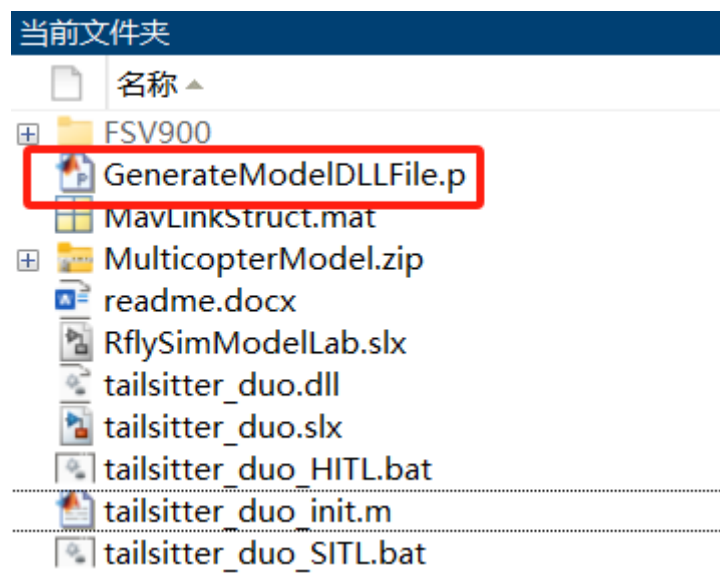 当前文件夹
名称
FSV900
GenerateModelDLLFile.p
MavLinkStruct.mat
MulticopterModel.zip
readme.docx
RflySimModelLab.slx
tailsitter_duo.dll
tailsitter_duo.slx
tailsitter_duo_HITL.bat
tailsitter_duo_init.m
tailsitter_duo_SITL.bat